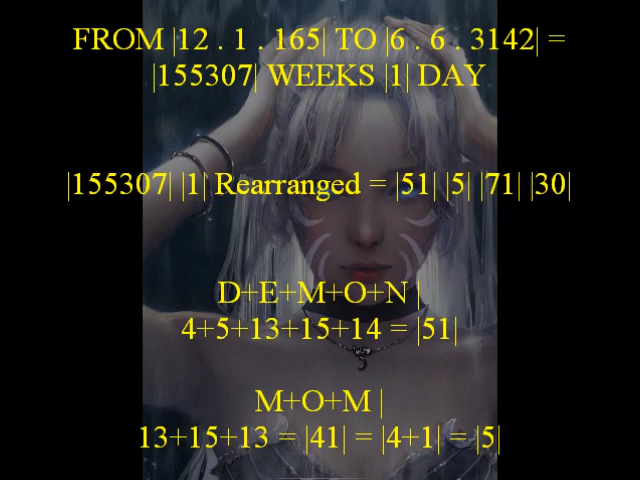 FROM |12 . 1 . 165| TO |6 . 6 . 3142| =
|155307| WEEKS |1| DAY
|155307| |1| Rearranged = |51| |5| |71| |30|
D+E+M+O+N |
4+5+13+15+14 = |51|
M+O+M |
13+15+13 = |41| = |4+1| = |5|